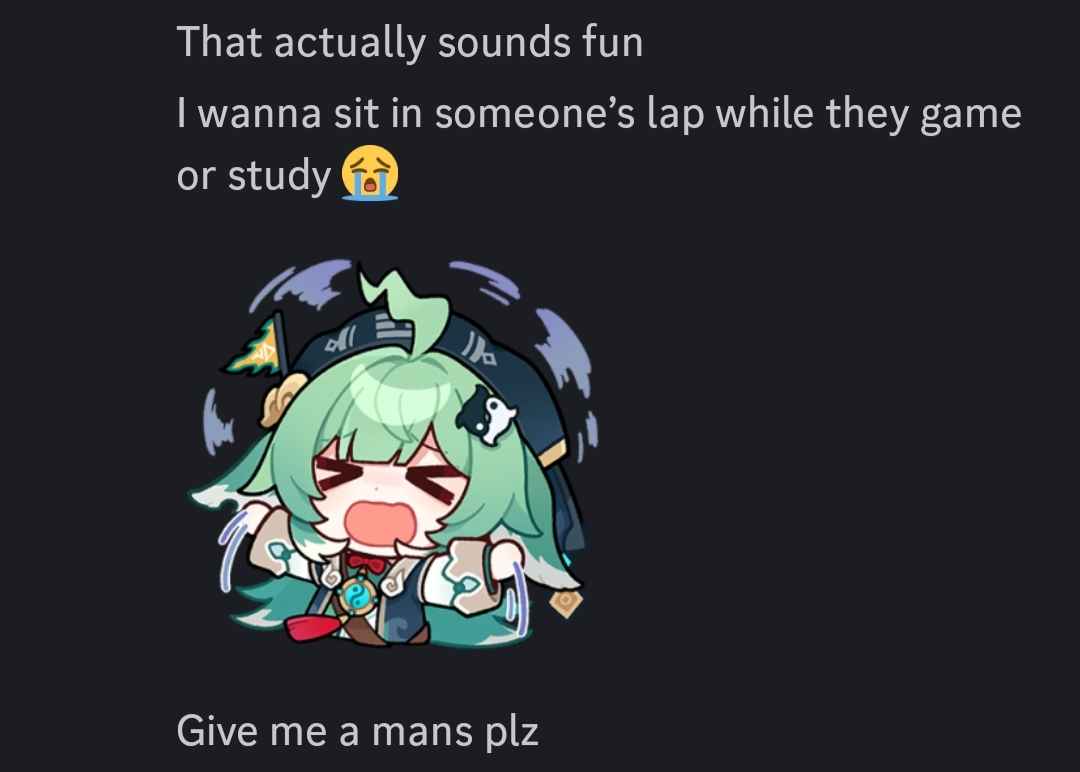 That actually sounds fun
I wanna sit in someone’s lap while they game
or study 😭
Give me a mans plz